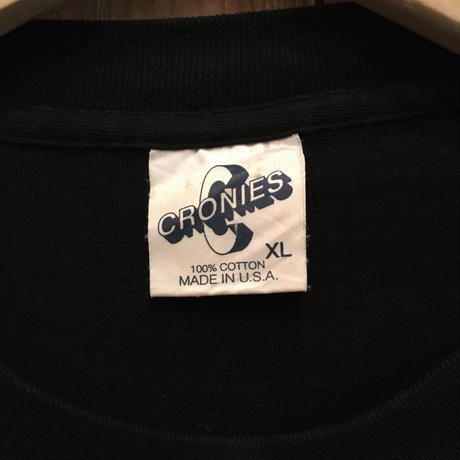 CRONIES
XL
100% COTTON
MADE IN U.S.A.